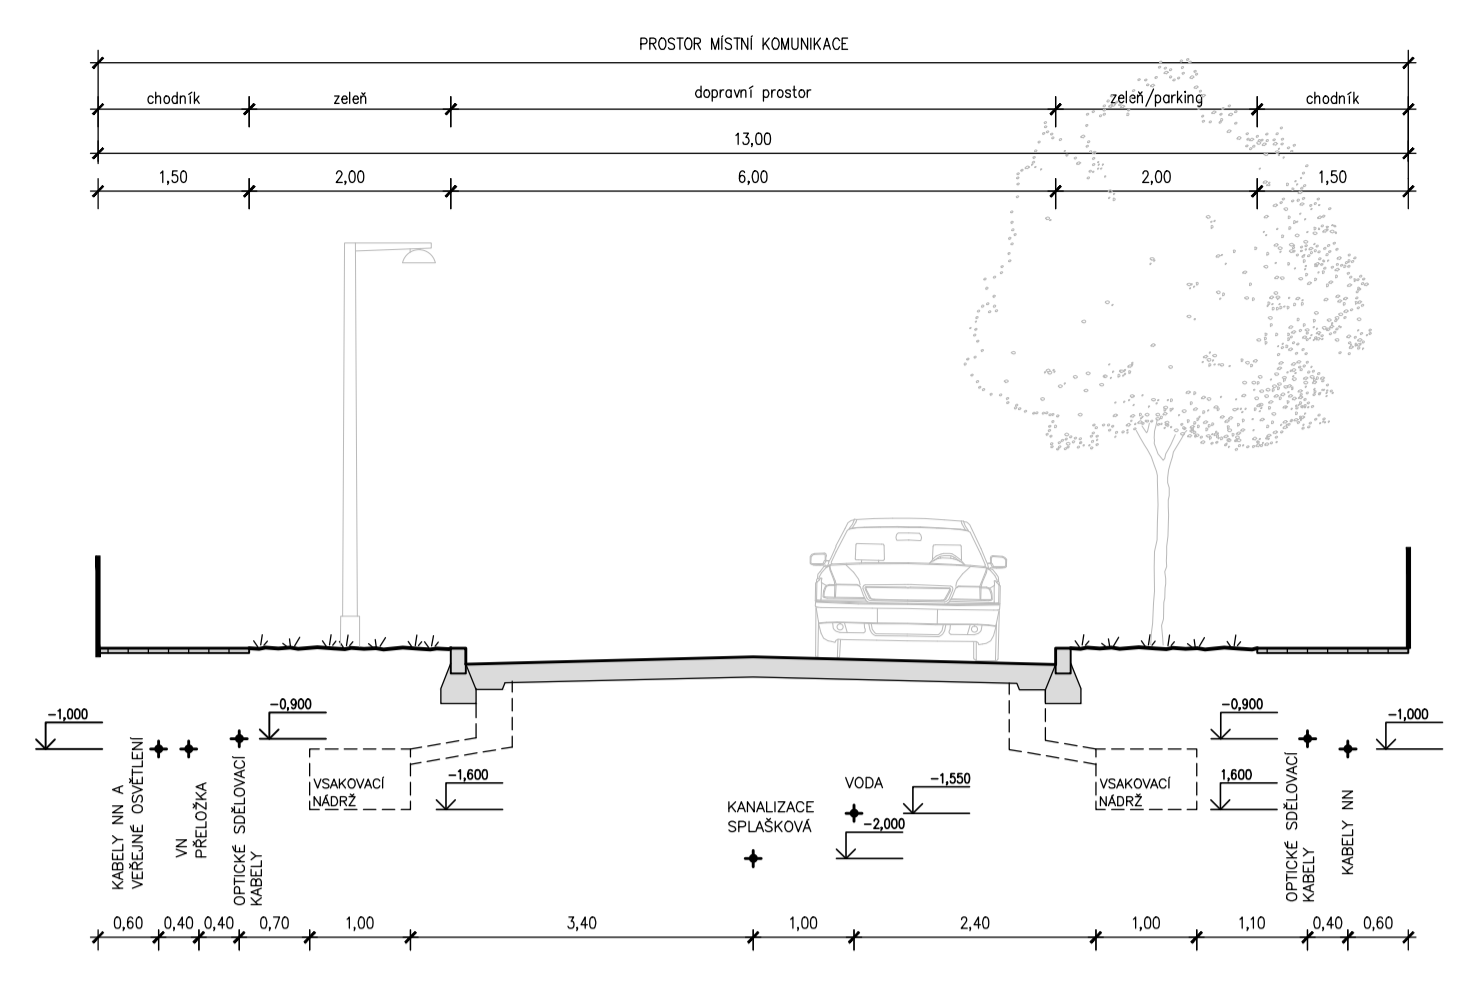 PROSTOR MÍSTNÍ KOMUNIKACE
chodník
zeleň
dopravní prostor
zeleň/parking
chodník
13,00
1,50
2,00
6,00
2,00
1,50
-1,000
-0,900
-0,900
-1,000
KABELY NN A
VEŘEJNÉ OSVĚTLENÍ
VN
PŘELOŽKA
OPTICKÉ SDĚLOVACÍ
KABELY
VSAKOVACÍ
NÁDRŽ
-1,600
KANALIZACE
SPLAŠKOVÁ
VODA
-1,550
-2,000
VSAKOVACÍ
NÁDRŽ
1,600
OPTICKÉ SDĚLOVACÍ
KABELY
KABELY NN
0,60
0,40
0,40
0,70
1,00
3,40
1,00
2,40
1,00
1,10
0,40
0,60